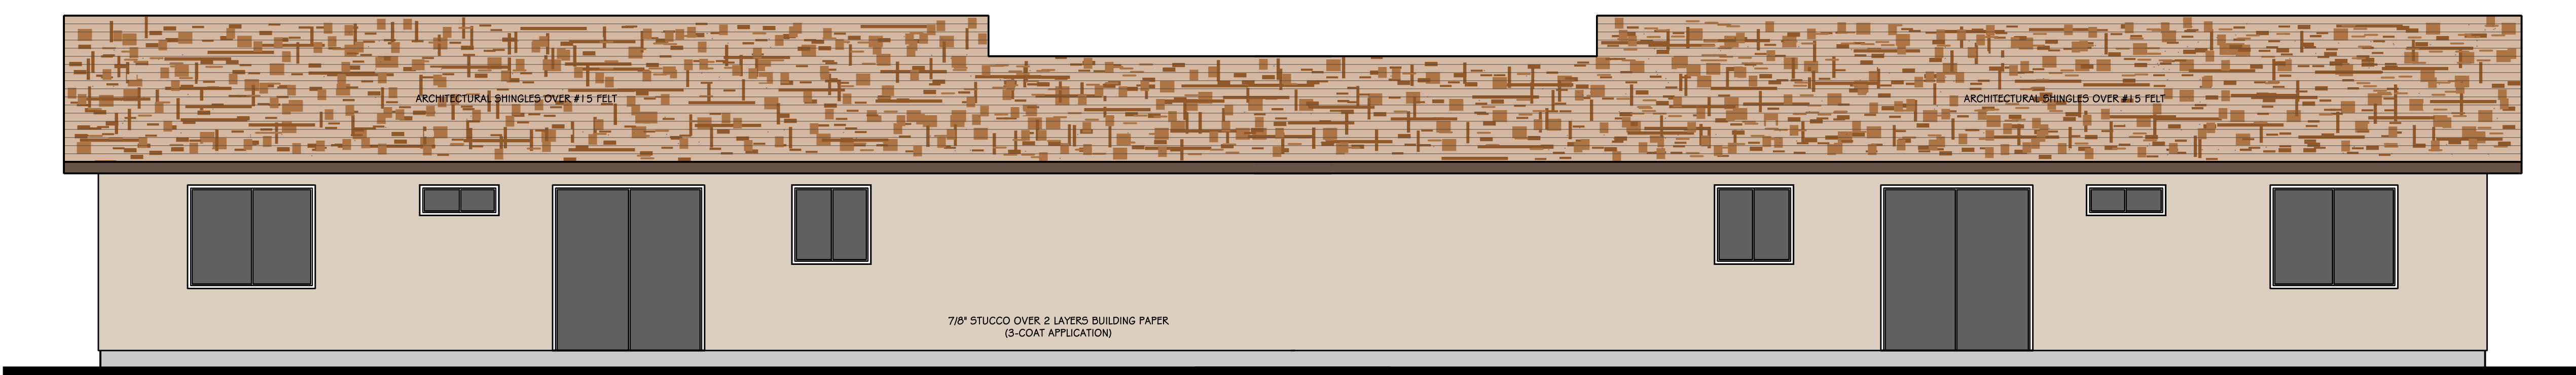 ARCHITECTURAL SHINGLES OVER #15 FELT
ARCHITECTURAL SHINGLES OVER #15 FELT
7/8" STUCCO OVER 2 LAYERS BUILDING PAPER
(3-COAT APPLICATION)